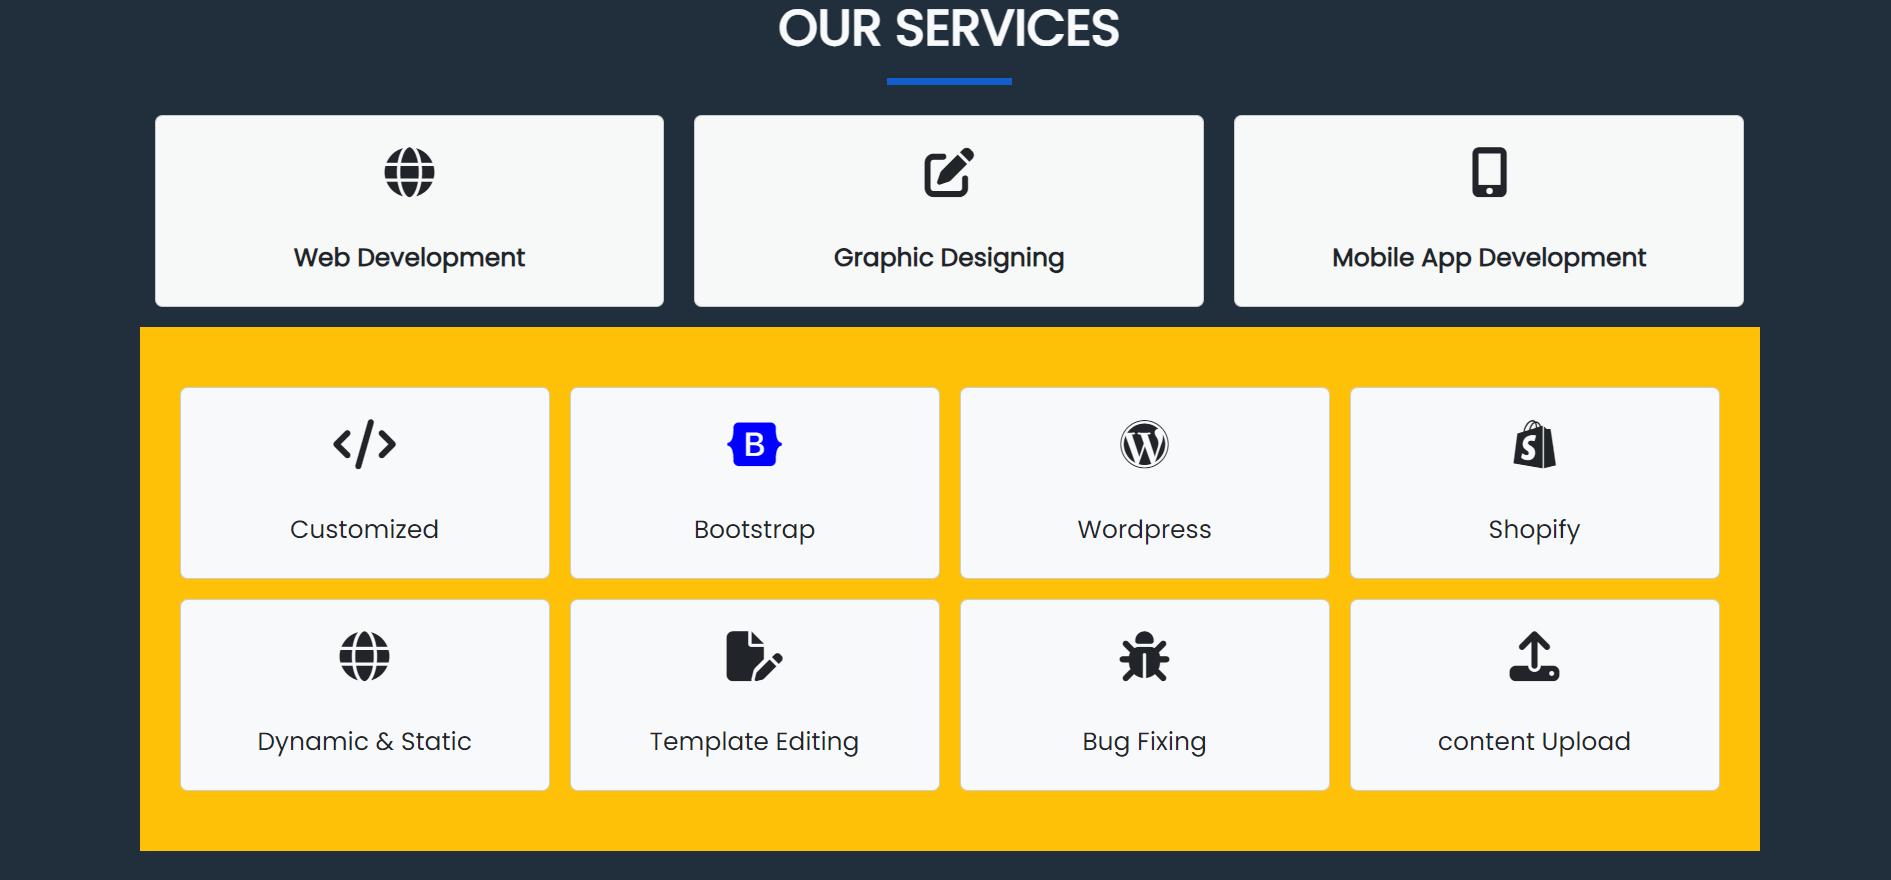 OUR SERVICES
Web Development
Graphic Designing
Mobile App Development
B
Customized
Bootstrap
Wordpress
Shopify
Dynamic & Static
Template Editing
Bug Fixing
content Upload